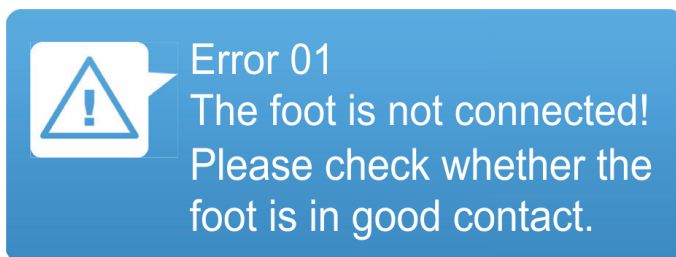 Error 01
The foot is not connected!
Please check whether the
foot is in good contact.